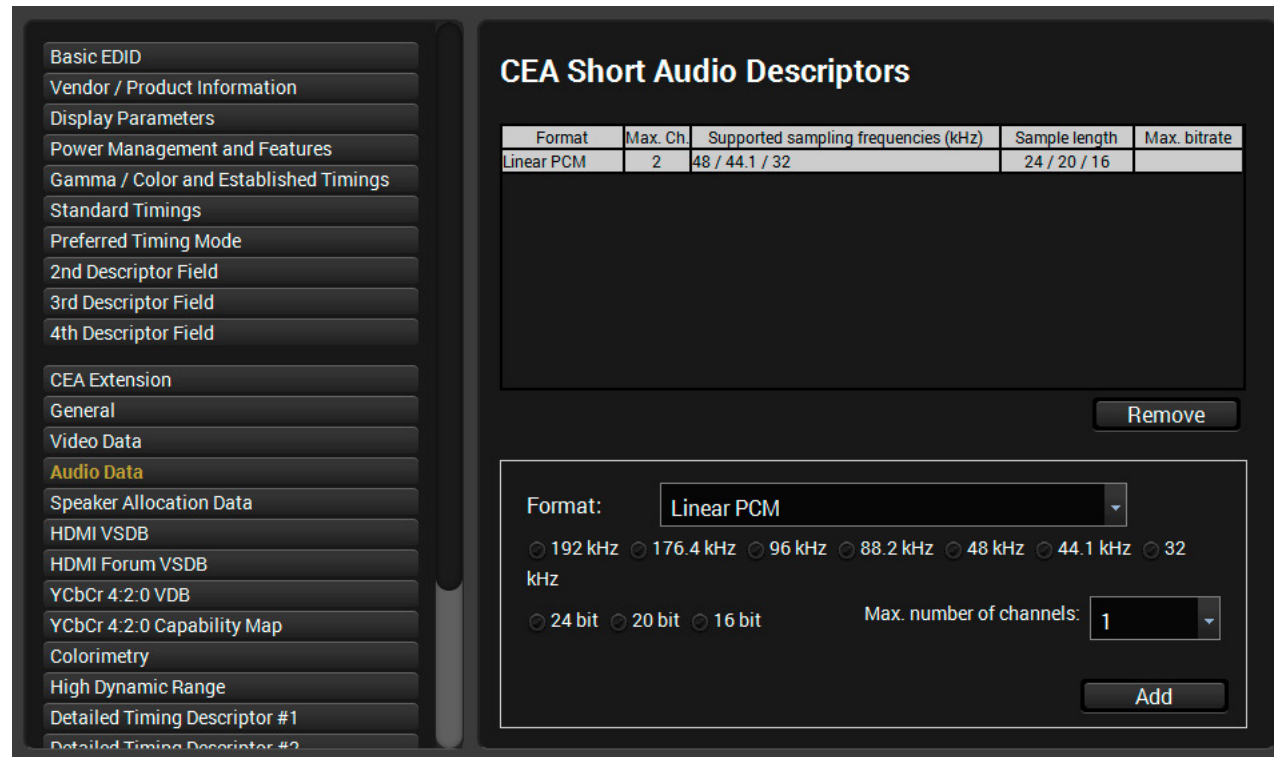 Basic EDID
Vendor / Product Information
Display Parameters
Power Management and Features
Gamma / Color and Established Timings
Standard Timings
Preferred Timing Mode
2nd Descriptor Field
3rd Descriptor Field
4th Descriptor Field
CEA Extension
General
Video Data
Audio Data
Speaker Allocation Data
HDMI VSDB
HDMI Forum VSDB
YCbCr 4:2:0 VDB
YCbCr 4:2:0 Capability Map
Colorimetry
High Dynamic Range
Detailed Timing Descriptor #1
Detailed Timing Descriptor #2
CEA Short Audio Descriptors
Format Max. Ch. Supported sampling frequencies (kHz) Sample length Max. bitrate
Linear PCM 2 48 / 44.1 / 32 24 / 20 / 16
Remove
Format: Linear PCM
192 kHz 176.4 kHz 96 kHz 88.2 kHz 48 kHz 44.1 kHz 32
kHz
24 bit 20 bit 16 bit Max. number of channels: 1
Add